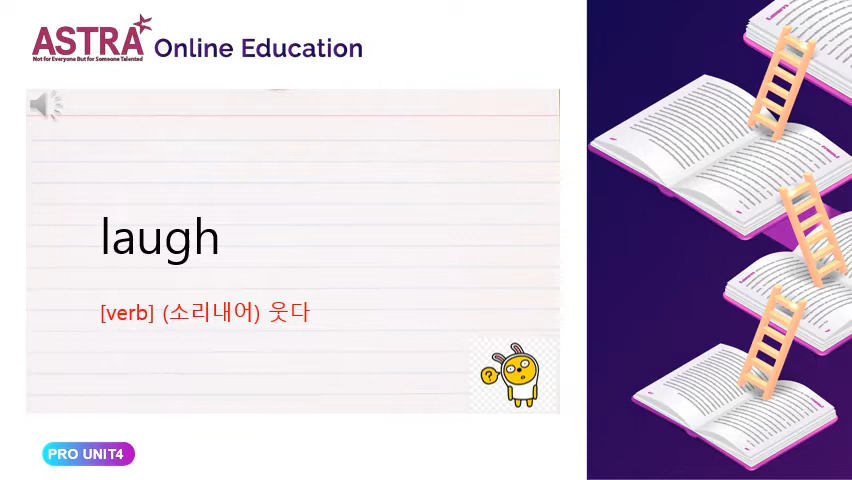 ASTRA
Not for Everyone But for Someone Talented
Online Education
laugh
[verb] (소리내어) 웃다
?
PRO UNIT4